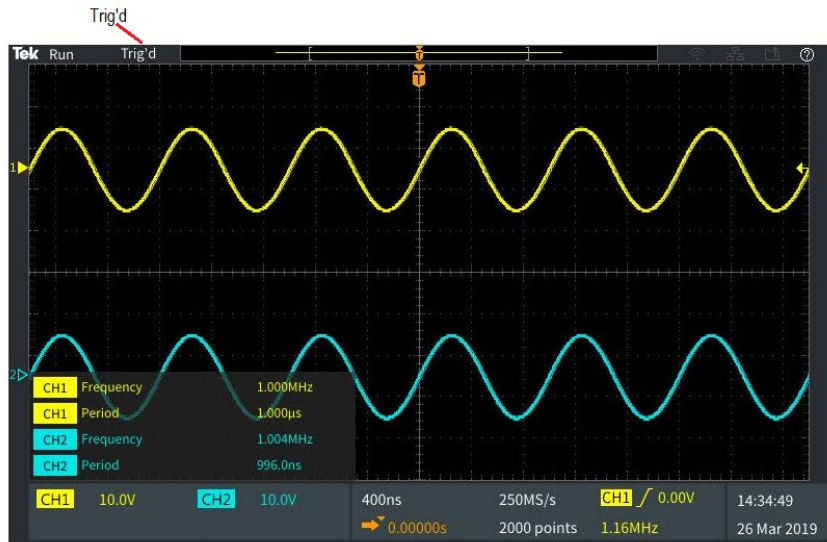 Trig'd
Tek Run Trig'd
T
1
2
CH1 Frequency 1.000MHz
CH1 Period 1.000µs
CH2 Frequency 1.004MHz
CH2 Period 996.0ns
CH1 10.0V CH2 10.0V 400ns 250MS/s CH1 0.00V 14:34:49
0.00000s 2000 points 1.16MHz 26 Mar 2019